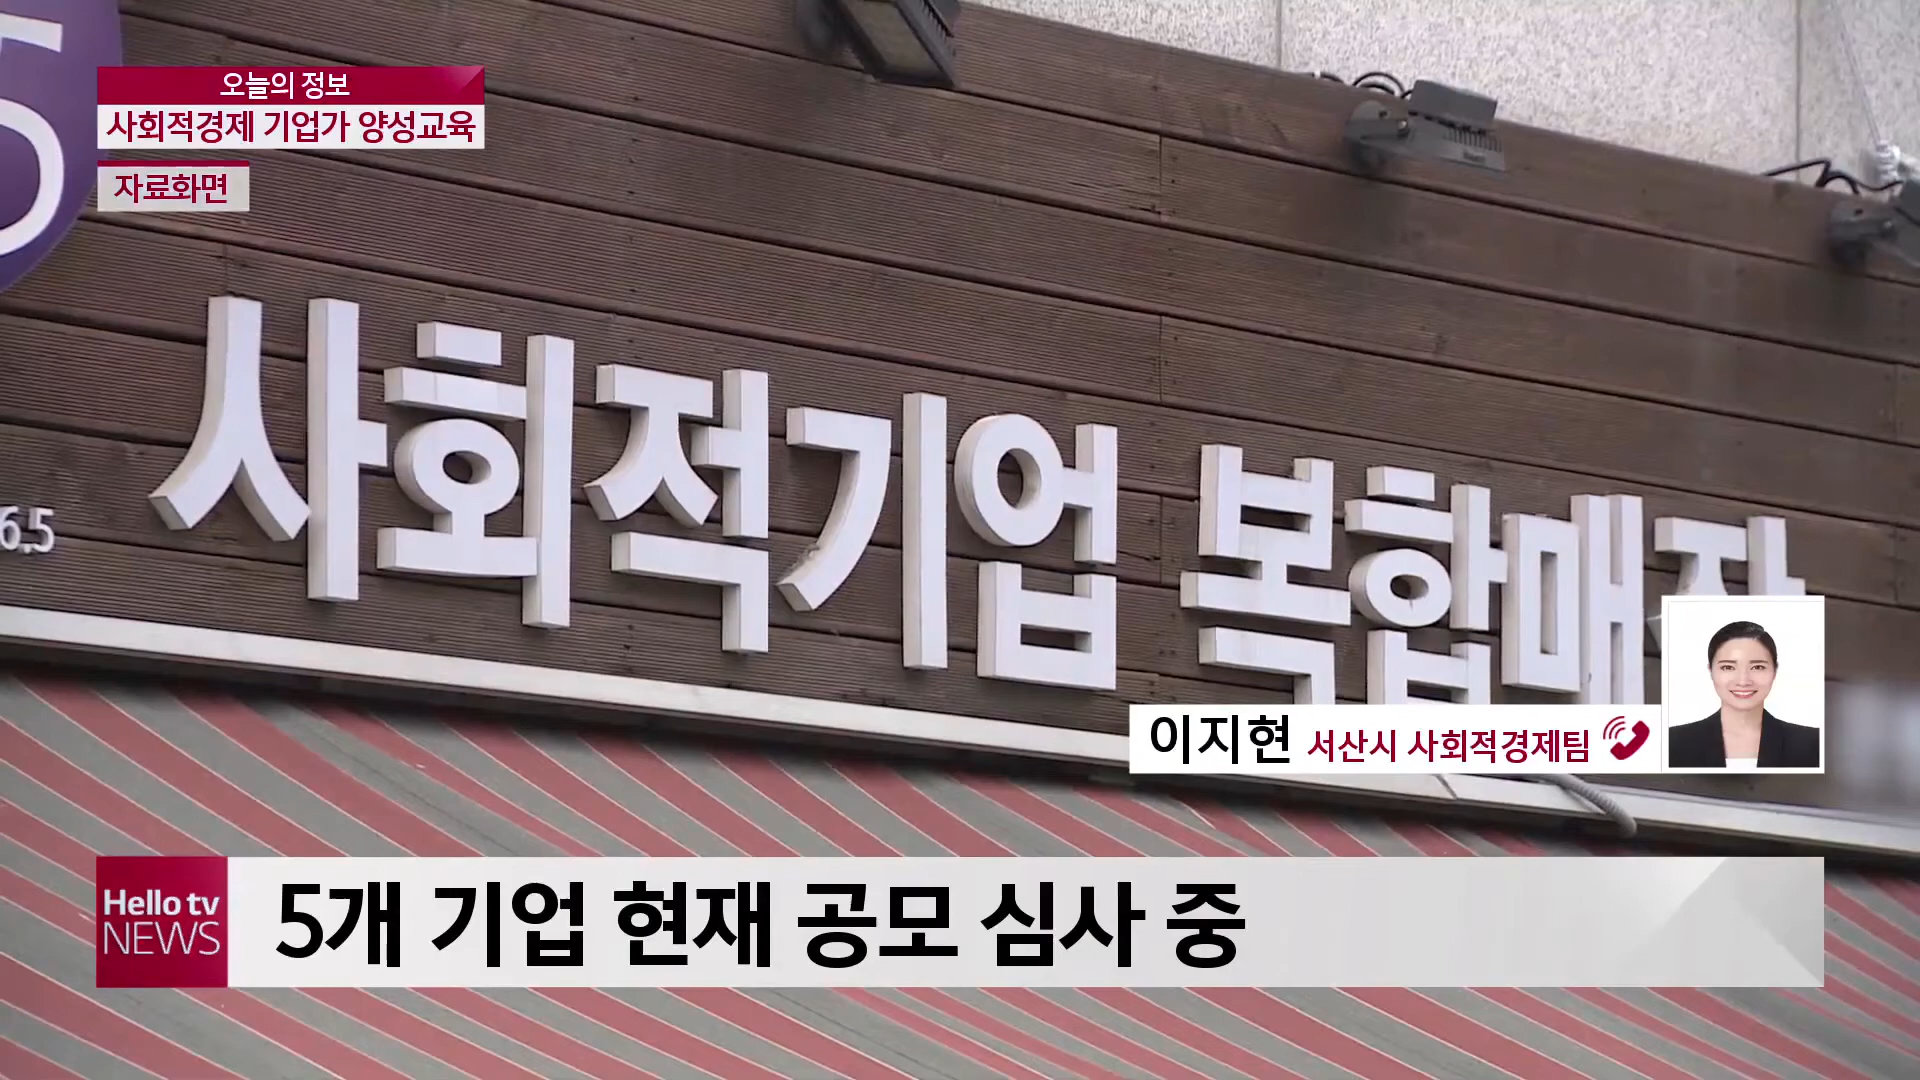 5
오늘의 정보
사회적경제 기업가 양성교육
자료화면
6.5
사회적기업 복합매장
이지현 서산시 사회적경제팀
Hello tv
NEWS
5개 기업 현재 공모 심사 중